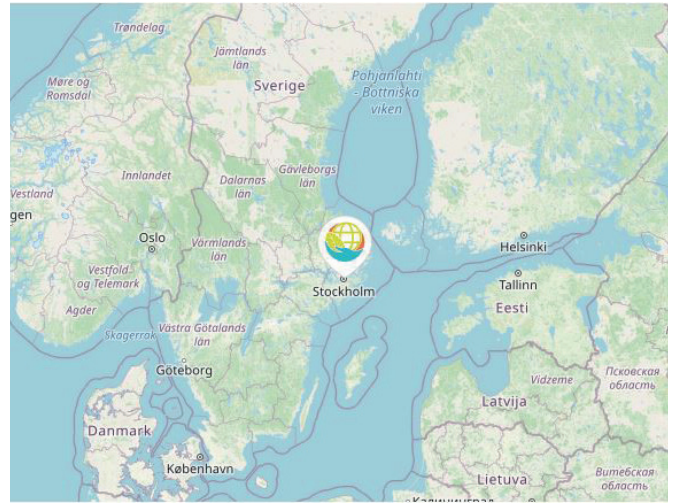 Trøndelag
Jämtlands
län
Møre og
Romsdal
Sverige
Pohjanlahti
- Bottniska
viken
Innlandet
Gävleborgs
län
Dalarnas
län
Vestland
gen
Oslo
Värmlands
län
Helsinki
Vestfold
og Telemark
Stockholm
Tallinn
Eesti
Agder
Skagerrak
Västra Götalands
län
Göteborg
Vidzeme
Псковская
область
Latvija
Danmark
København
Lietuva
Витебская
область
Калининград